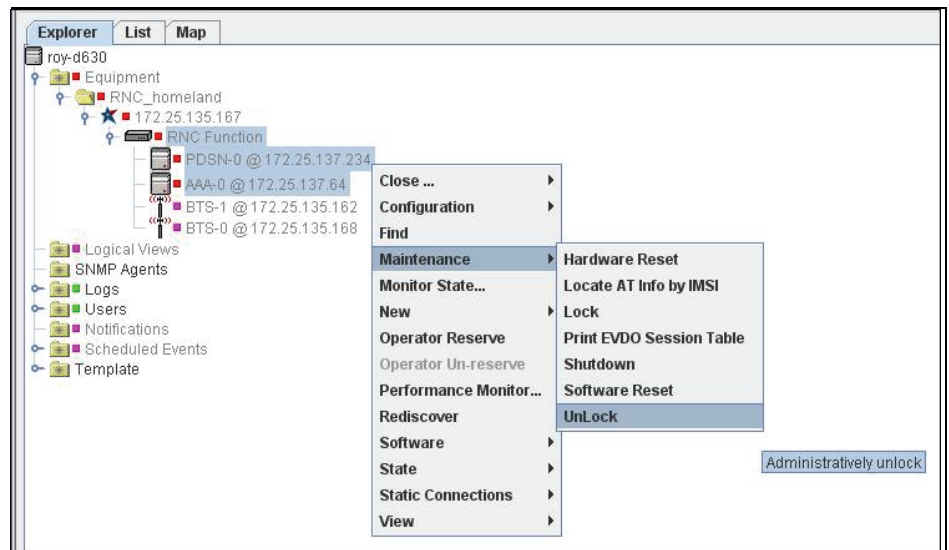 Explorer List Map
roy-d630
Equipment
RNC_homeland
172.25.135.167
RNC Function
PDSN-0 @ 172.25.137.234
AAA-0 @ 172.25.137.64
BTS-1 @ 172.25.135.162
BTS-0 @ 172.25.135.168
Logical Views
SNMP Agents
Logs
Users
Notifications
Scheduled Events
Template
Close ...
Configuration
Find
Maintenance
Monitor State...
New
Operator Reserve
Operator Un-reserve
Performance Monitor...
Rediscover
Software
State
Static Connections
View
Hardware Reset
Locate AT Info by IMSI
Lock
Print EVDO Session Table
Shutdown
Software Reset
UnLock
Administratively unlock